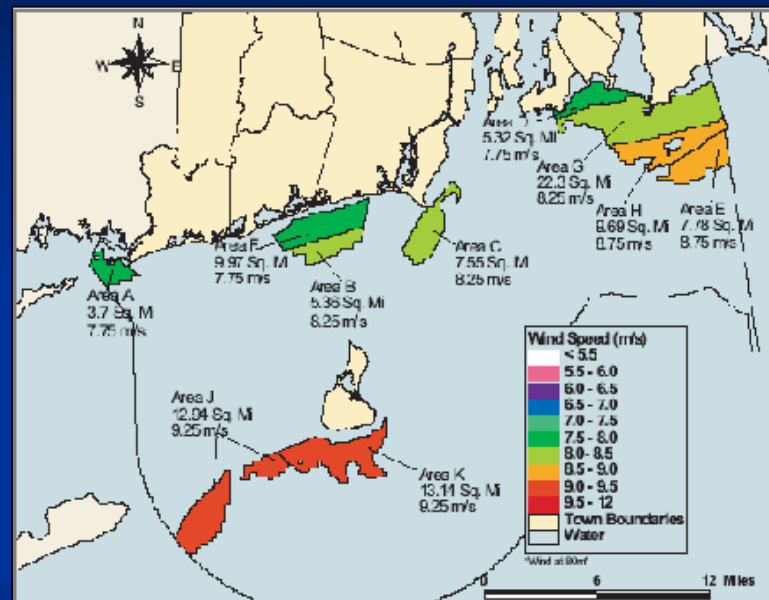 N
W E
S
Area D
5.32 Sq. Mi
7.75 m/s
Area G
22.3 Sq. Mi
8.25 m/s
Area H
9.69 Sq. Mi
8.75 m/s
Area E
7.78 Sq. Mi
8.75 m/s
Area F
9.97 Sq. Mi
7.75 m/s
Area C
7.55 Sq. Mi
8.25 m/s
Area A
3.7 Sq. Mi
7.75 m/s
Area B
5.36 Sq. Mi
8.25 m/s
Area J
12.94 Sq. Mi
9.25 m/s
Area K
13.14 Sq. Mi
9.25 m/s
Wind Speed (m/s)
< 5.5
5.5 - 6.0
6.0 - 6.5
6.5 - 7.0
7.0 - 7.5
7.5 - 8.0
8.0 - 8.5
8.5 - 9.0
9.0 - 9.5
9.5 - 12
Town Boundaries
Water
*Wind at 80m
0 6 12 Miles